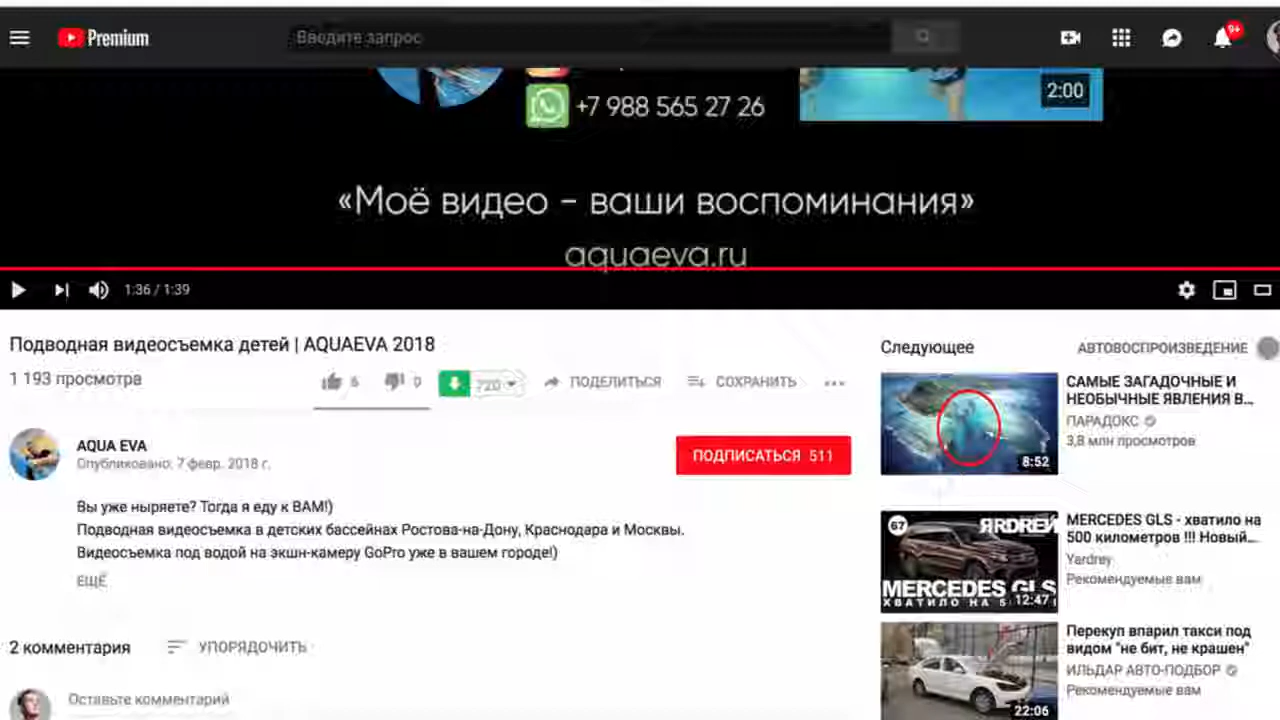 Premium
Введите запрос
9+
+7 988 565 27 26
2:00
«Моё видео - ваши воспоминания»
aquaeva.ru
1:36 / 1:39
Подводная видеосъемка детей | AQUAEVA 2018
1 193 просмотра
6
0
720
ПОДЕЛИТЬСЯ
СОХРАНИТЬ
AQUA EVA
Опубликовано: 7 февр. 2018 г.
ПОДПИСАТЬСЯ 511
Вы уже ныряете? Тогда я еду к ВАМ!)
Подводная видеосъемка в детских бассейнах Ростова-на-Дону, Краснодара и Москвы.
Видеосъемка под водой на экшн-камеру GoPro уже в вашем городе!)
ЕЩЁ
2 комментария
УПОРЯДОЧИТЬ
Оставьте комментарий
Следующее
АВТОВОСПРОИЗВЕДЕНИЕ
8:52
САМЫЕ ЗАГАДОЧНЫЕ И
НЕОБЫЧНЫЕ ЯВЛЕНИЯ В...
ПАРАДОКС
3,8 млн просмотров
67
ЯRDREЙ
MERCEDES GLS
ХВАТИЛО НА 5
12:47
MERCEDES GLS - хватило на
500 километров !!! Новый...
Yardrey
Рекомендуемые вам
22:06
Перекуп впарил такси под
видом "не бит, не крашен"
ИЛЬДАР АВТО-ПОДБОР
Рекомендуемые вам